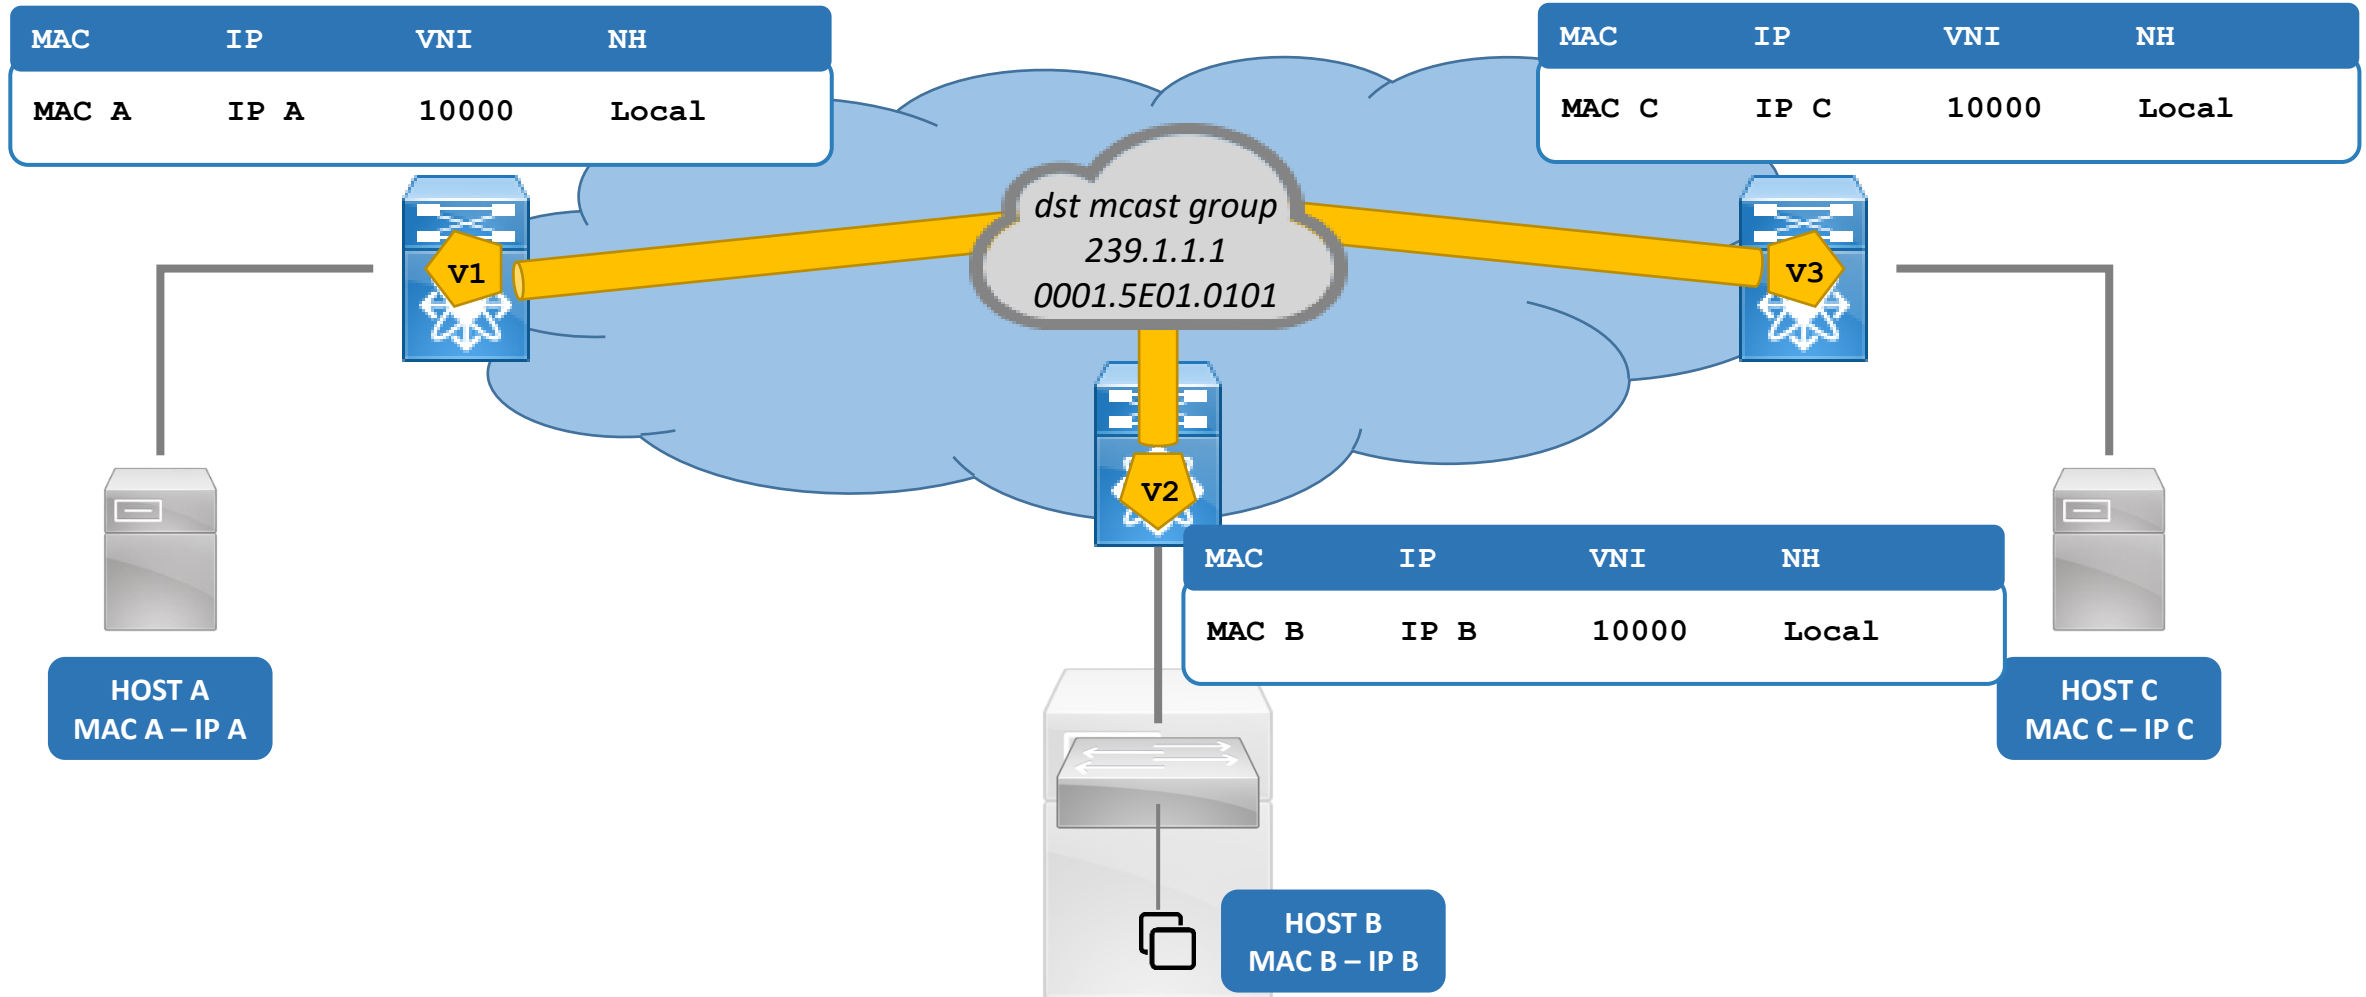 MAC IP VNI NH
MAC A IP A 10000 Local
MAC IP VNI NH
MAC C IP C 10000 Local
dst mcast group
239.1.1.1
0001.5E01.0101
v1
v3
v2
MAC IP VNI NH
MAC B IP B 10000 Local
HOST A
MAC A – IP A
HOST C
MAC C – IP C
HOST B
MAC B – IP B